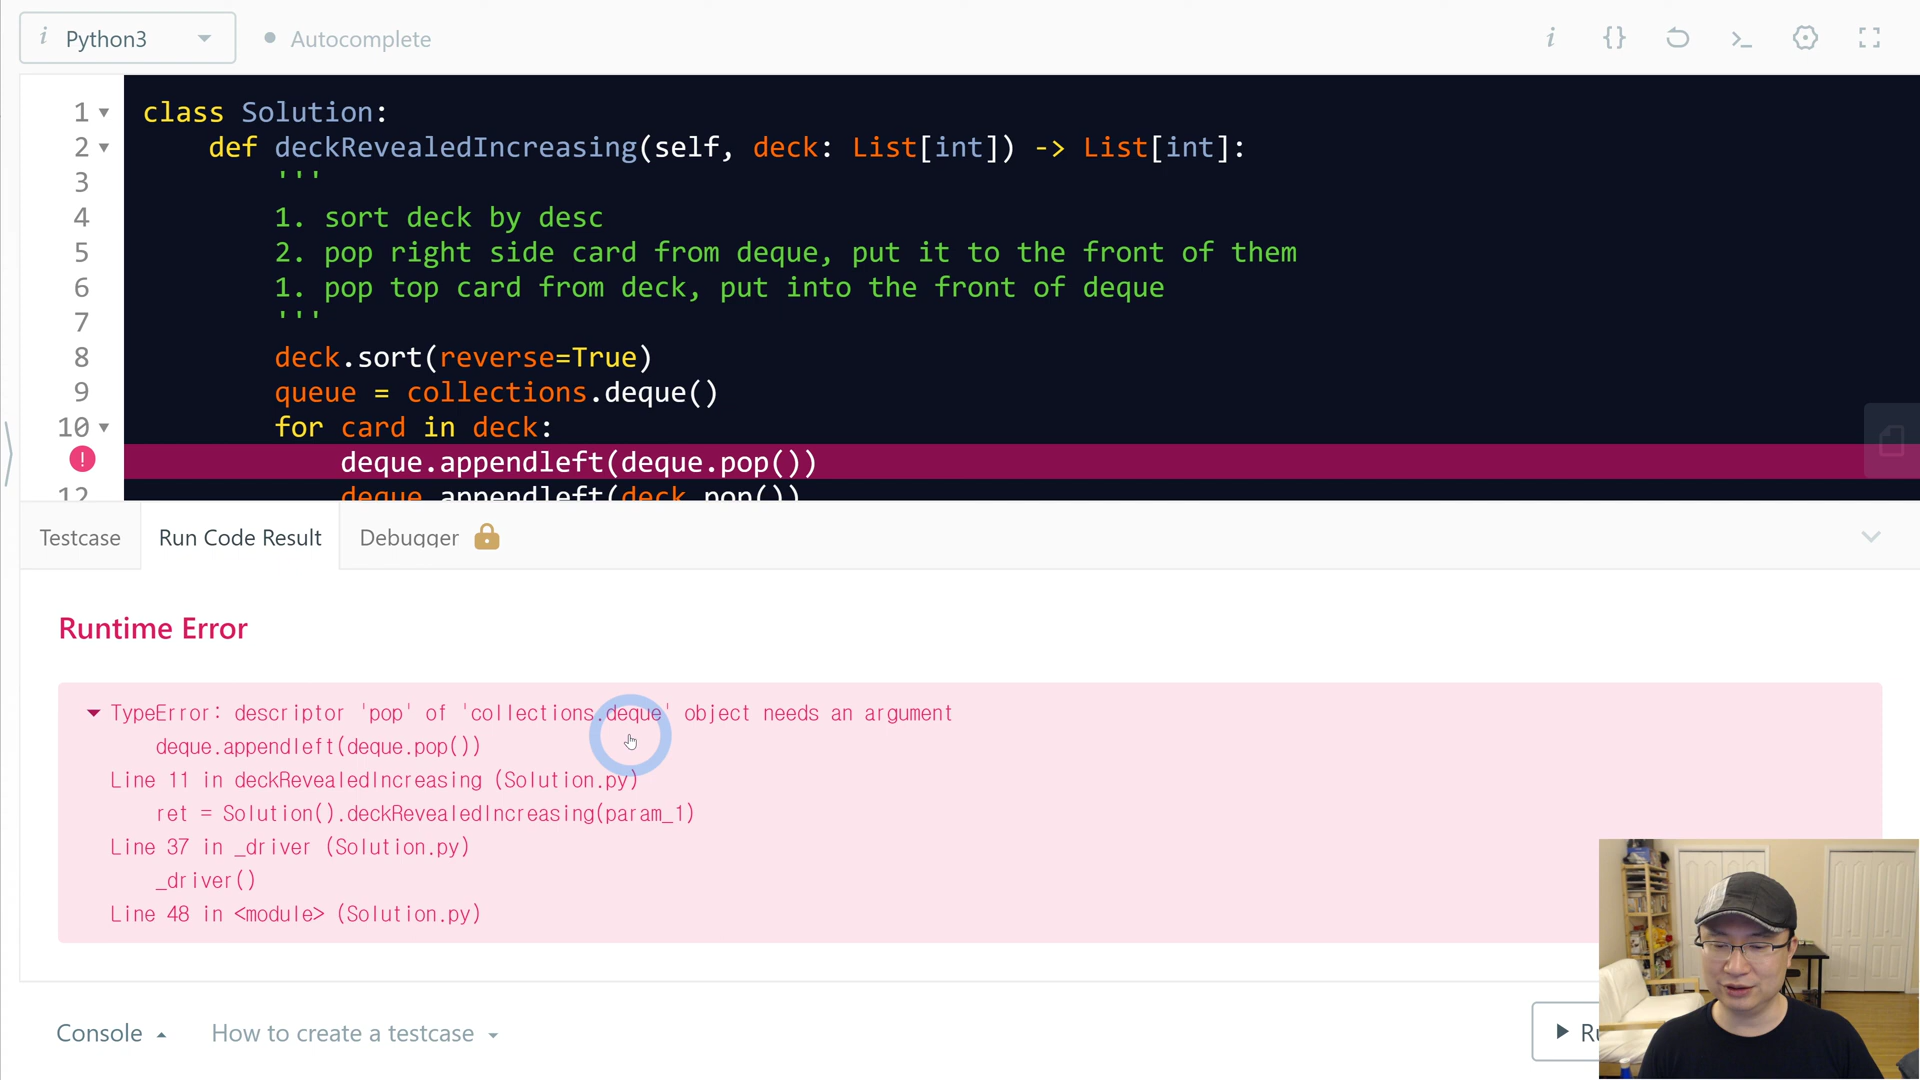 i Python3 Autocomplete i {}
1 class Solution:
2 def deckRevealedIncreasing(self, deck: List[int]) -> List[int]:
3 '''
4 1. sort deck by desc
5 2. pop right side card from deque, put it to the front of them
6 1. pop top card from deck, put into the front of deque
7 '''
8 deck.sort(reverse=True)
9 queue = collections.deque()
10 for card in deck:
! deque.appendleft(deque.pop())
12 deque.appendleft(deck.pop())
Testcase Run Code Result Debugger
Runtime Error
TypeError: descriptor 'pop' of 'collections.deque' object needs an argument
deque.appendleft(deque.pop())
Line 11 in deckRevealedIncreasing (Solution.py)
ret = Solution().deckRevealedIncreasing(param_1)
Line 37 in _driver (Solution.py)
_driver()
Line 48 in <module> (Solution.py)
Console How to create a testcase